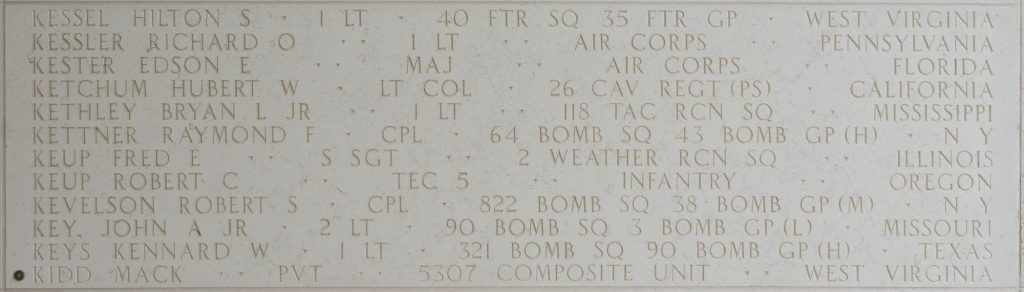 KESSEL HILTON S · 1 LT · 40 FTR SQ 35 FTR GP · WEST VIRGINIA
KESSLER RICHARD O · · 1 LT · · AIR CORPS · · PENNSYLVANIA
KESTER EDSON E · · MAJ · · AIR CORPS · · FLORIDA
KETCHUM HUBERT W · LT COL · 26 CAV REGT (PS) · CALIFORNIA
KETHLEY BRYAN L JR · 1 LT · · 118 TAC RCN SQ · MISSISSIPPI
KETTNER RAYMOND F · CPL · 64 BOMB SQ 43 BOMB GP (H) · N Y
KEUP FRED E · · S SGT · · 2 WEATHER RCN SQ · · ILLINOIS
KEUP ROBERT C · · TEC 5 · · INFANTRY · · OREGON
KEVELSON ROBERT S · CPL · 822 BOMB SQ 38 BOMB GP (M) · N Y
KEY, JOHN A JR · 2 LT · 90 BOMB SQ 3 BOMB GP (L) · MISSOURI
KEYS KENNARD W · 1 LT · 321 BOMB SQ 90 BOMB GP (H) · TEXAS
KIDD MACK · · PVT · · 5307 COMPOSITE UNIT · · WEST VIRGINIA